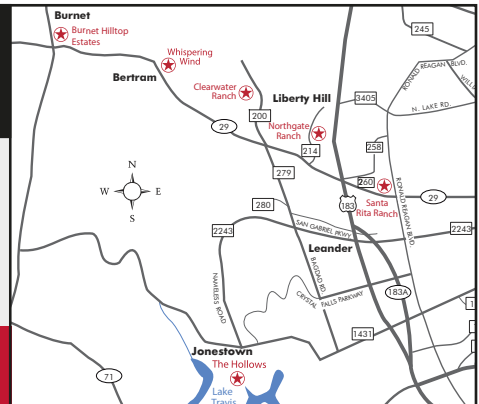 Burnet
Burnet Hilltop
Estates
245
Whispering
Wind
RONALD REAGAN BLVD.
Bertram
Clearwater
Ranch
Liberty Hill
3405
N. LAKE RD.
200
29
Northgate
Ranch
214
258
N
W
E
S
279
260
Santa
Rita Ranch
RONALD REAGAN BLVD.
29
280
183
2243
SAN GABRIEL PKWY
2243
Leander
NAMELESS ROAD
BAGDAD RD.
CRYSTAL FALLS PARKWAY
183A
1431
Jonestown
The Hollows
71
Lake
Travis